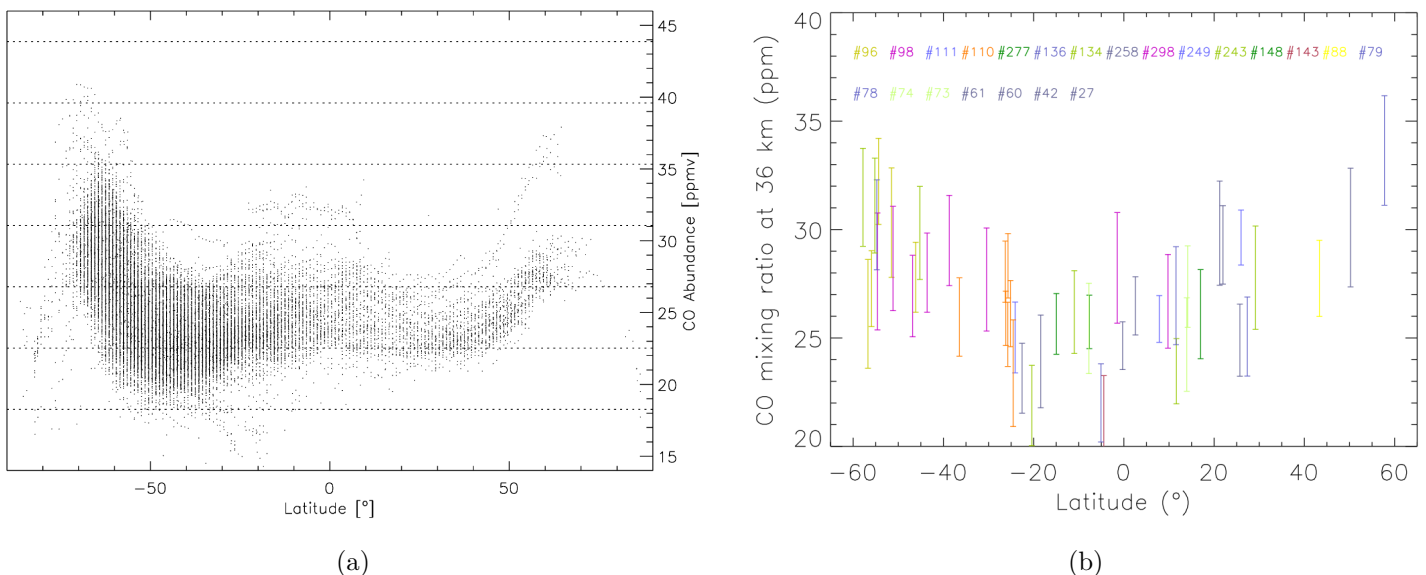 45
40
35
30
25
20
15
CO Abundance [ppmv]
−50 0 50
Latitude [°]
(a)
40
35
30
25
20
CO mixing ratio at 36 km (ppm)
#96 #98 #111 #110 #277 #136 #134 #258 #298 #249 #243 #148 #143 #88 #79
#78 #74 #73 #61 #60 #42 #27
−60 −40 −20 0 20 40 60
Latitude (°)
(b)